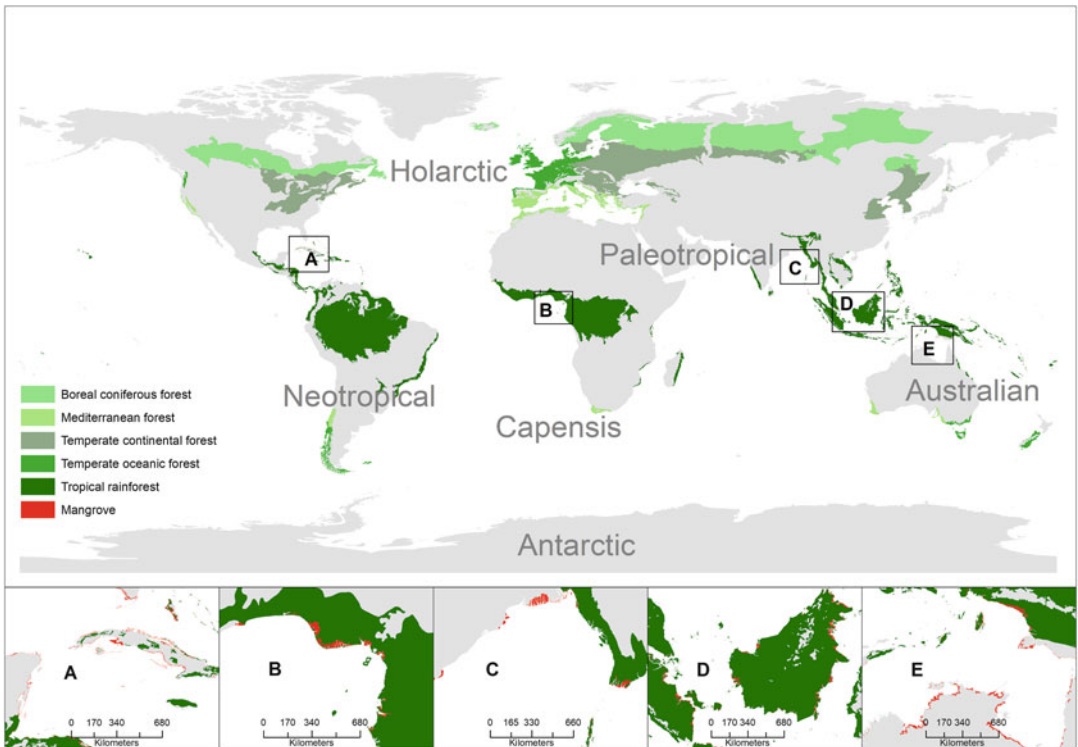 Holarctic
A
Paleotropical
C
B
D
E
Neotropical
Australian
Capensis
Boreal coniferous forest
Mediterranean forest
Temperate continental forest
Temperate oceanic forest
Tropical rainforest
Mangrove
Antarctic
A
0 170 340 680
Kilometers
B
0 170 340 680
Kilometers
C
0 165 330 660
Kilometers
D
0 170 340 680
Kilometers
E
0 170 340 680
Kilometers